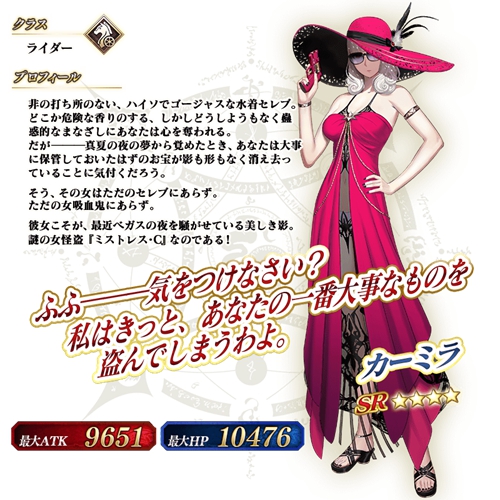 クラス
ライダー
プロフィール
非の打ち所のない、ハイソでゴージャスな水着セレブ。
どこか危険な香りのする、しかしどうしようもなく蠱
惑的なまなざしにあなたは心を奪われる。
だが―――真夏の夜の夢から覚めたとき、あなたは大事
に保管しておいたはずのお宝が影も形もなく消え去っ
ていることに気付くだろう。
そう、その女はただのセレブにあらず。
ただの女吸血鬼にあらず。
彼女こそが、最近ベガスの夜を騒がせている美しき影。
謎の女怪盗『ミストレス・C』なのである！
ふふ―――気をつけなさい？
私はきっと、あなたの一番大事なものを
盗んでしまうわよ。
カーミラ
SR ★★★★
最大ATK 9651
最大HP 10476